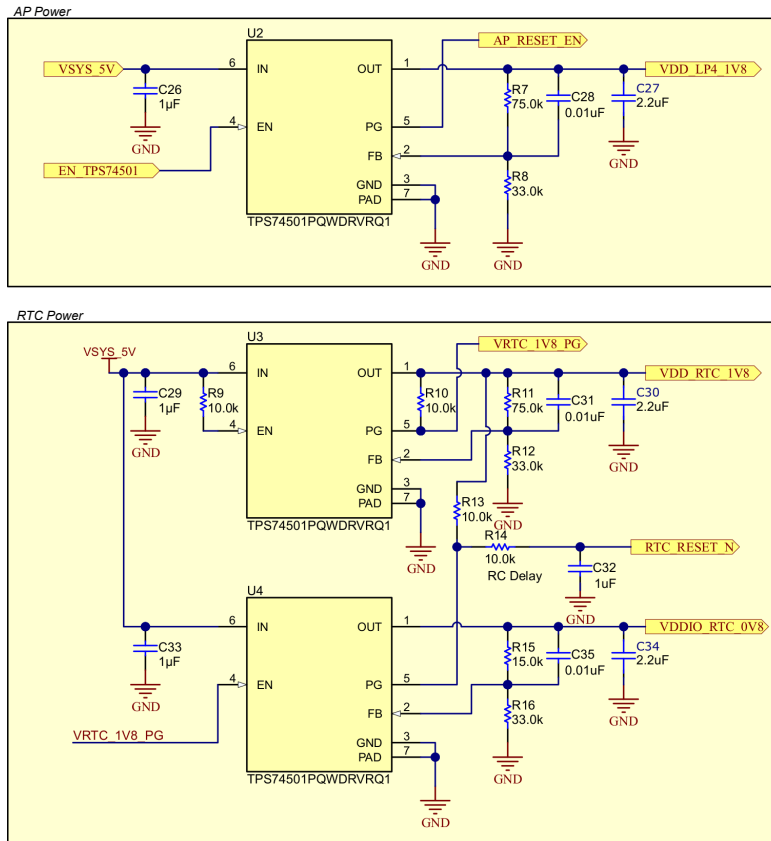 AP Power
U2
AP_RESET_EN
VSYS_5V
6 IN OUT 1
VDD_LP4_1V8
C26
1µF
R7
75.0k
C28
0.01uF
C27
2.2uF
GND
4 EN PG 5
GND
EN_TPS74501
FB 2
R8
33.0k
GND 3
PAD 7
TPS74501PQWDRVRQ1
GND
GND
RTC Power
U3
VRTC_1V8_PG
VSYS_5V
6 IN OUT 1
VDD_RTC_1V8
C29
1µF
R9
10.0k
R10
10.0k
R11
75.0k
C31
0.01uF
C30
2.2uF
4 EN PG 5
GND
FB 2
R12
33.0k
GND
GND 3
PAD 7
R13
10.0k
GND
TPS74501PQWDRVRQ1
R14
10.0k
RC Delay
RTC_RESET_N
GND
C32
1uF
GND
U4
6 IN OUT 1
VDDIO_RTC_0V8
C33
1µF
R15
15.0k
C35
0.01uF
C34
2.2uF
4 EN PG 5
GND
FB 2
R16
33.0k
GND
VRTC_1V8_PG
GND 3
PAD 7
TPS74501PQWDRVRQ1
GND
GND